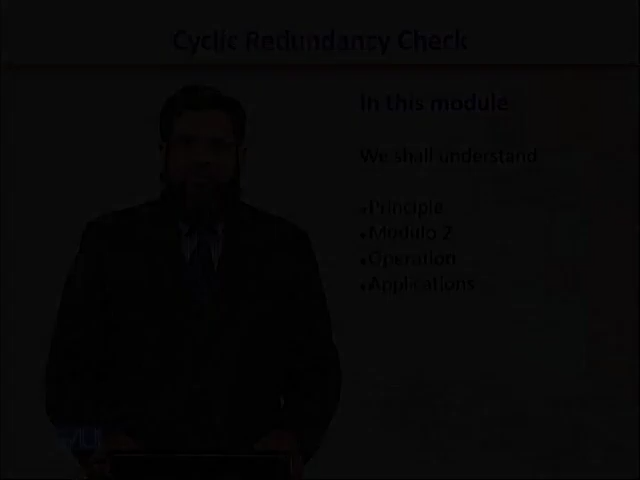 Cyclic Redundancy Check
In this module
We shall understand
•Principle
•Modulo 2
•Operation
•Applications